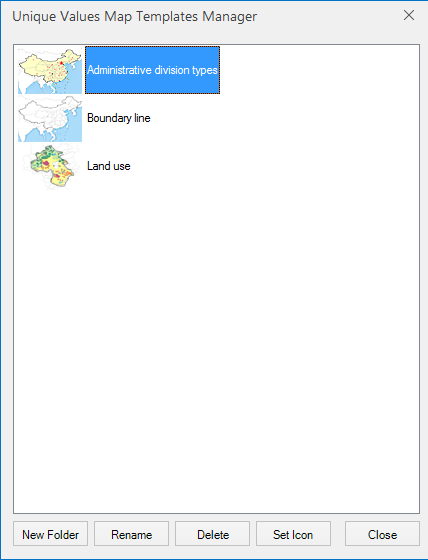 Unique Values Map Templates Manager
Administrative division types
Boundary line
Land use
New Folder Rename Delete Set Icon Close